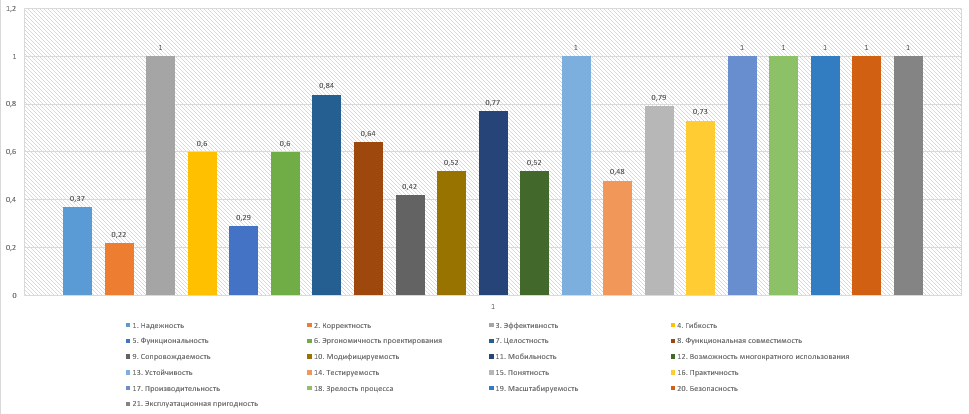 1,2
1
0,8
0,6
0,4
0,2
0
0,37
0,22
1
0,6
0,29
0,6
0,84
0,64
0,42
0,52
0,77
0,52
1
0,48
0,79
0,73
1
1
1
1
1
1
1. Надежность
2. Корректность
3. Эффективность
4. Гибкость
5. Функциональность
6. Эргономичность проектирования
7. Целостность
8. Функциональная совместимость
9. Сопровождаемость
10. Модифицируемость
11. Мобильность
12. Возможность многократного использования
13. Устойчивость
14. Тестируемость
15. Понятность
16. Практичность
17. Производительность
18. Зрелость процесса
19. Масштабируемость
20. Безопасность
21. Эксплуатационная пригодность